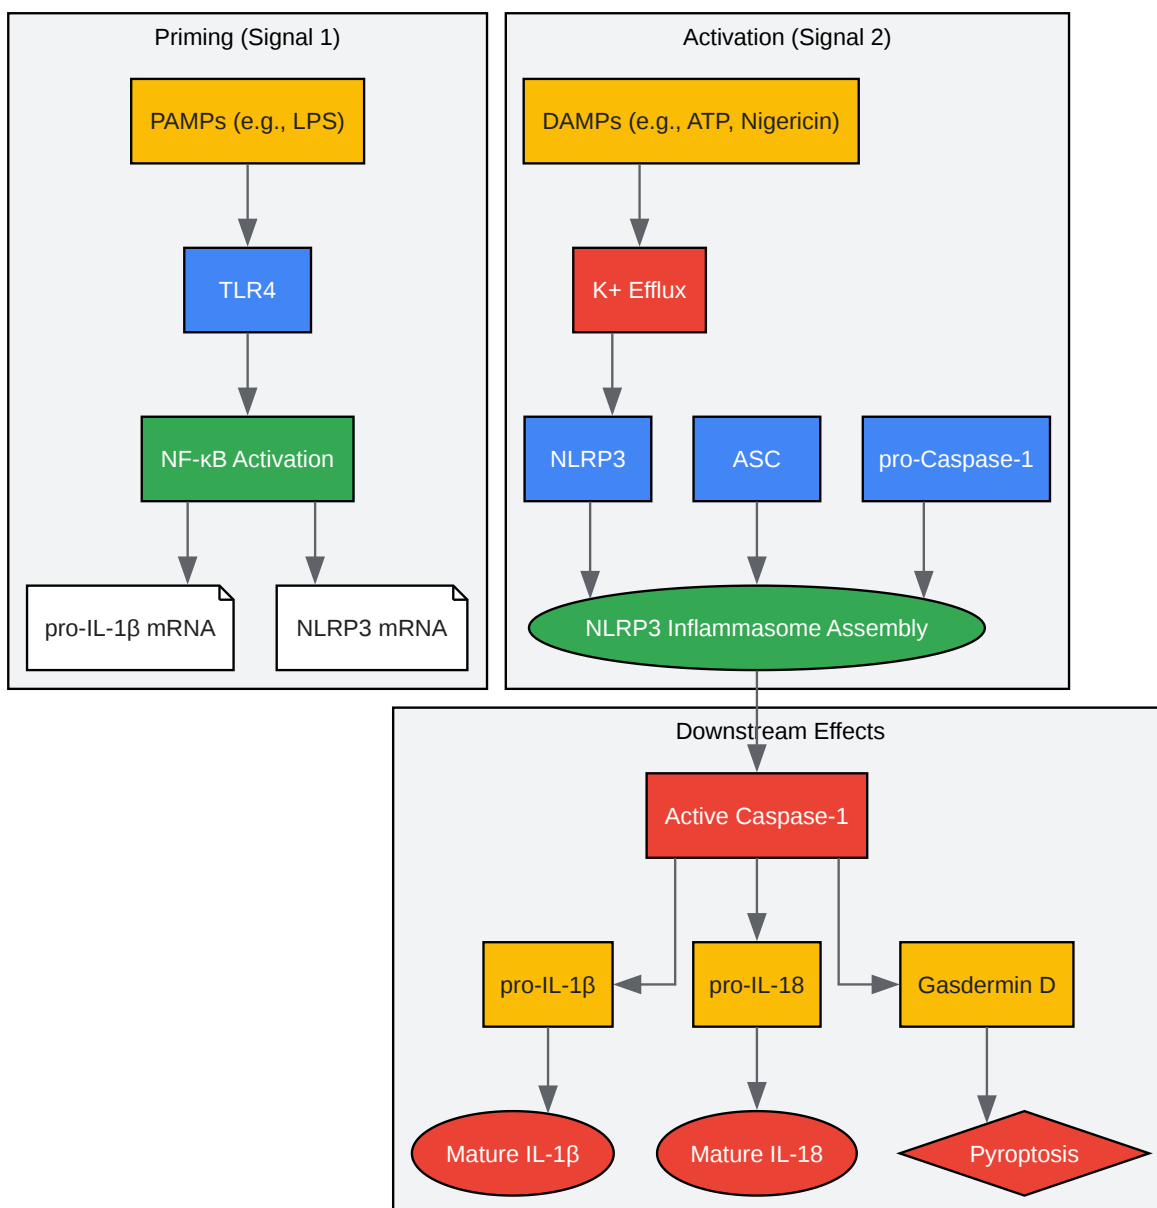 Priming (Signal 1)
PAMPs (e.g., LPS)
TLR4
NF-κB Activation
pro-IL-1β mRNA
NLRP3 mRNA
Activation (Signal 2)
DAMPs (e.g., ATP, Nigericin)
K+ Efflux
NLRP3
ASC
pro-Caspase-1
NLRP3 Inflammasome Assembly
Downstream Effects
Active Caspase-1
pro-IL-1β
pro-IL-18
Gasdermin D
Mature IL-1β
Mature IL-18
Pyroptosis